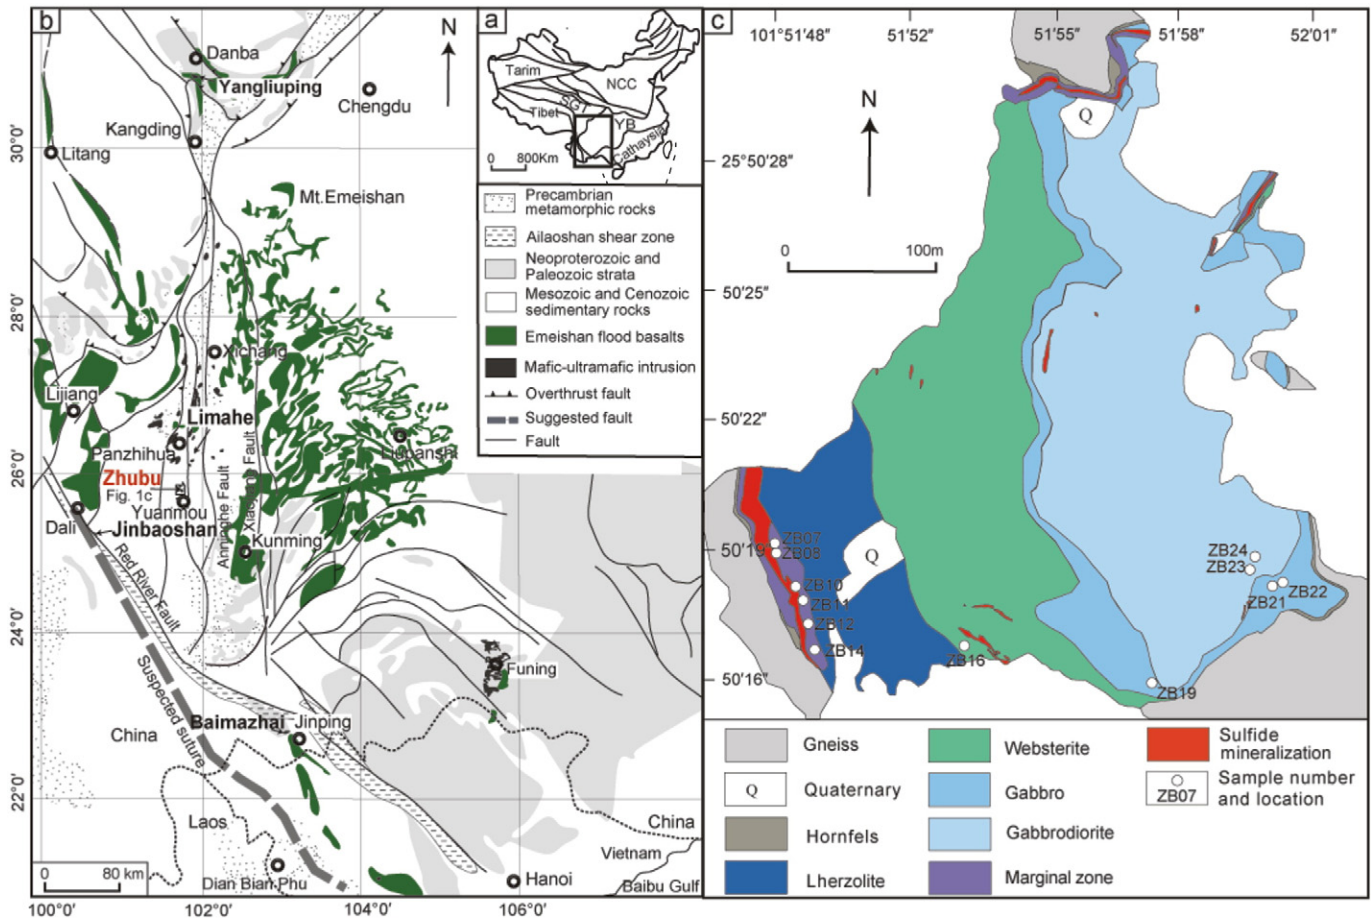 b
N
Danba
Yangliuping
Chengdu
Kangding
Litang
Mt.Emeishan
Xichang
Lijiang
Limahe
Panzhihua
Liupanshi
Zhubu
Fig. 1c
Yuanmou
Dali
Jinbaoshan
Anninghe Fault
Kunming
Red River Fault
Suspected suture
Funing
Baimazhai
Jinping
China
Laos
China
Vietnam
Dian Bian Phu
Hanoi
Baibu Gulf
0 80 km
30°0'
28°0'
26°0'
24°0'
22°0'
100°0'
102°0'
104°0'
106°0'
a
Tarim
NCC
SGT
Tibet
YB
Cathaysia
0 800Km
Precambrian
metamorphic rocks
Ailaoshan shear zone
Neoproterozoic and
Paleozoic strata
Mesozoic and Cenozoic
sedimentary rocks
Emeishan flood basalts
Mafic-ultramafic intrusion
Overthrust fault
Suggested fault
Fault
c
101°51'48"
51'52"
51'55"
51'58"
52'01"
N
Q
25°50'28"
0 100m
50'25"
50'22"
50'19"
50'16"
ZB07
ZB08
Q
ZB10
ZB11
ZB12
ZB14
ZB16
ZB24
ZB23
ZB22
ZB21
ZB19
Gneiss
Q Quaternary
Hornfels
Lherzolite
Websterite
Gabbro
Gabbrodiorite
Marginal zone
Sulfide
mineralization
Sample number
and location
ZB07